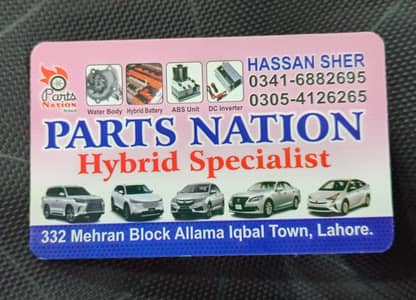 HASSAN SHER
0341-6882695
0305-4126265
Parts
NATION
Water Body
Hybrid Battery
ABS Unit
DC Inverter
PARTS NATION
Hybrid Specialist
332 Mehran Block Allama Iqbal Town, Lahore.